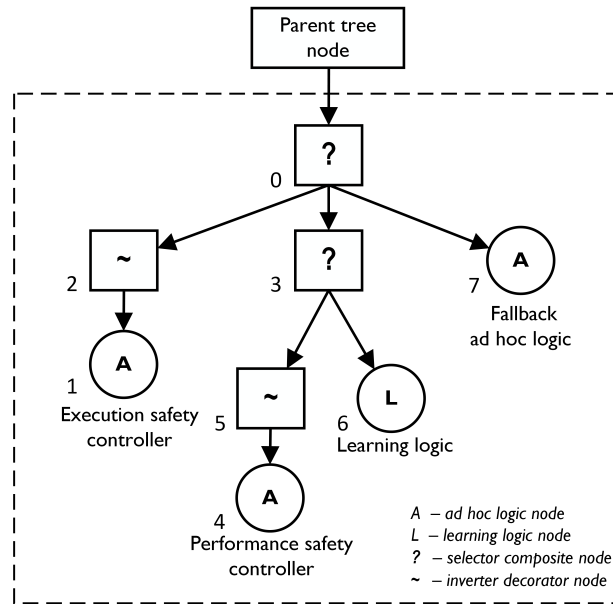 Parent tree
node
?
0
~
2
?
3
A
7
Fallback
ad hoc logic
A
1
Execution safety
controller
~
5
L
6
Learning logic
A
4
Performance safety
controller
A – ad hoc logic node
L – learning logic node
? – selector composite node
~ – inverter decorator node